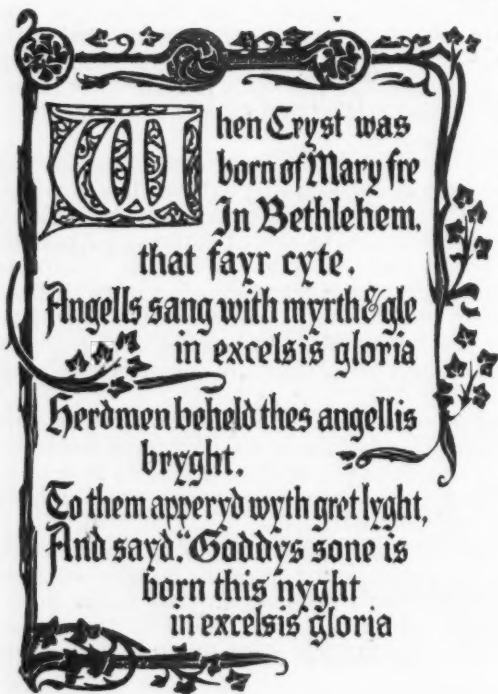 When Cryst was
born of Mary fre
In Bethlehem.
that fayr cyte.
Angells sang with myrth & gle
in excelsis gloria
Herdmen beheld thes angellis
bryght.
To them apperyd wyth gret lyght,
And sayd." Goddys sone is
born this nyght
in excelsis gloria